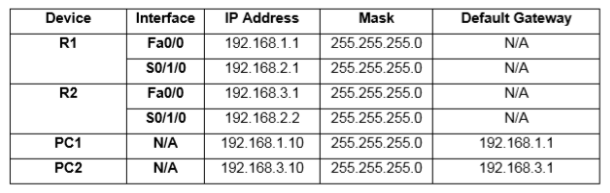 Device Interface IP Address Mask Default Gateway
R1 Fa0/0 192.168.1.1 255.255.255.0 N/A
S0/1/0 192.168.2.1 255.255.255.0 N/A
R2 Fa0/0 192.168.3.1 255.255.255.0 N/A
S0/1/0 192.168.2.2 255.255.255.0 N/A
PC1 N/A 192.168.1.10 255.255.255.0 192.168.1.1
PC2 N/A 192.168.3.10 255.255.255.0 192.168.3.1